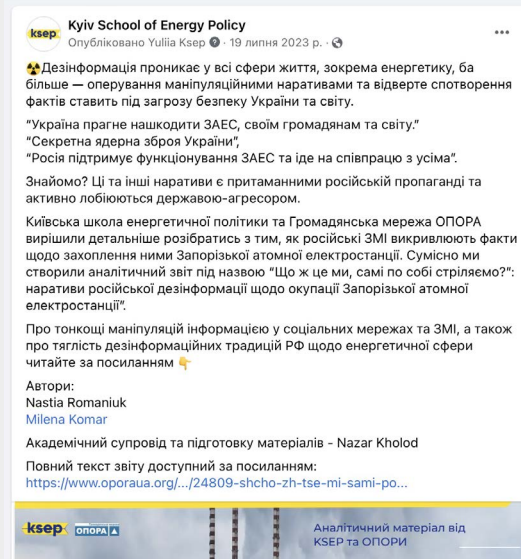 ksep
Kyiv School of Energy Policy
Опубліковано Yuliia Ksep · 19 липня 2023 р. ·
☢️Дезінформація проникає у всі сфери життя, зокрема енергетику, ба
більше — оперування маніпуляційними наративами та відверте спотворення
фактів ставить під загрозу безпеку України та світу.
“Україна прагне нашкодити ЗАЕС, своїм громадянам та світу.”
“Секретна ядерна зброя України”,
“Росія підтримує функціонування ЗАЕС та іде на співпрацю з усіма”.
Знайомо? Ці та інші наративи є притаманними російській пропаганді та
активно лобіюються державою-агресором.
Київська школа енергетичної політики та Громадянська мережа ОПОРА
вирішили детальніше розібратись з тим, як російські ЗМІ викривлюють факти
щодо захоплення ними Запорізької атомної електростанції. Сумісно ми
створили аналітичний звіт під назвою “Що ж це ми, самі по собі стріляємо?”:
наративи російської дезінформації щодо окупації Запорізької атомної
електростанції”.
Про тонкощі маніпуляцій інформацією у соціальних мережах та ЗМІ, а також
про тяглість дезінформаційних традицій РФ щодо енергетичної сфери
читайте за посиланням 👇
Автори:
Nastia Romaniuk
Milena Komar
Академічний супровід та підготовку матеріалів - Nazar Kholod
Повний текст звіту доступний за посиланням:
https://www.oporaua.org/.../24809-shcho-zh-tse-mi-sami-po...
ksep ОПОРА Аналітичний матеріал від
KSEP та ОПОРИ